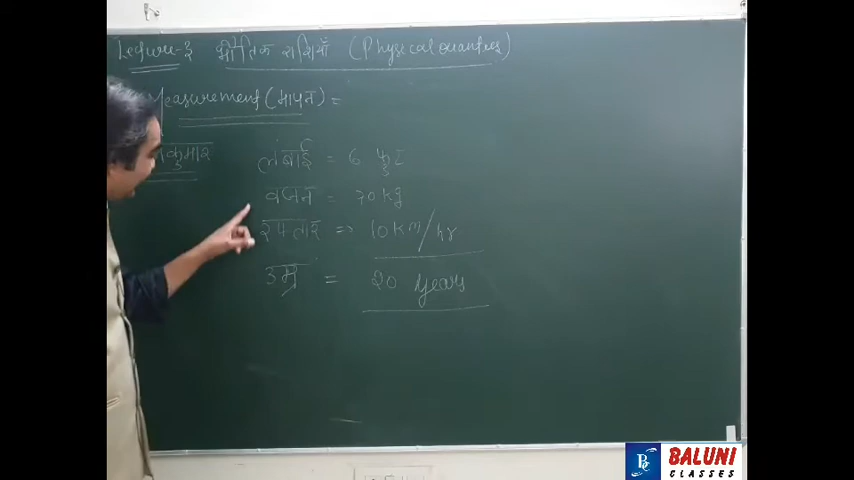 Lecture-3 भौतिक राशियाँ (Physical quantities)
Measurement (मापन) =
कुमार
लंबाई = 6 फुट
वजन = 70 kg
रफ्तार => 10 km/hr
उम्र = 20 years
BALUNI
CLASSES